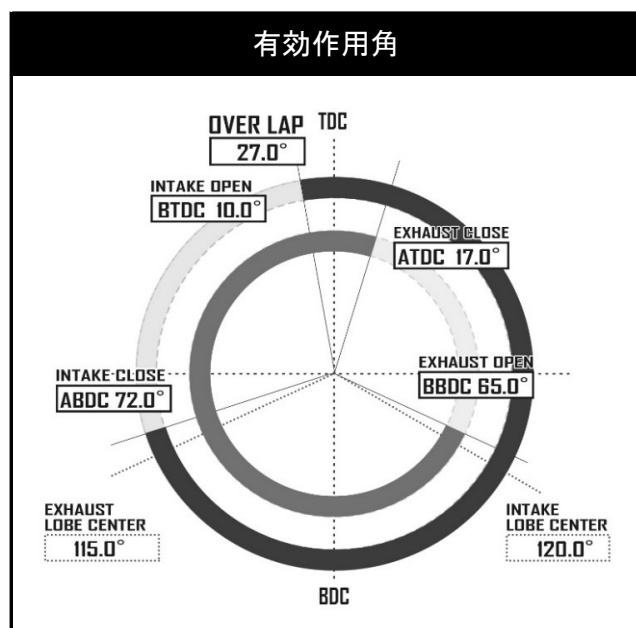 有効作用角
OVER LAP
27.0°
TDC
INTAKE OPEN
BTDC 10.0°
EXHAUST CLOSE
ATDC 17.0°
INTAKE CLOSE
ABDC 72.0°
EXHAUST OPEN
BBDC 65.0°
EXHAUST
LOBE CENTER
115.0°
INTAKE
LOBE CENTER
120.0°
BDC